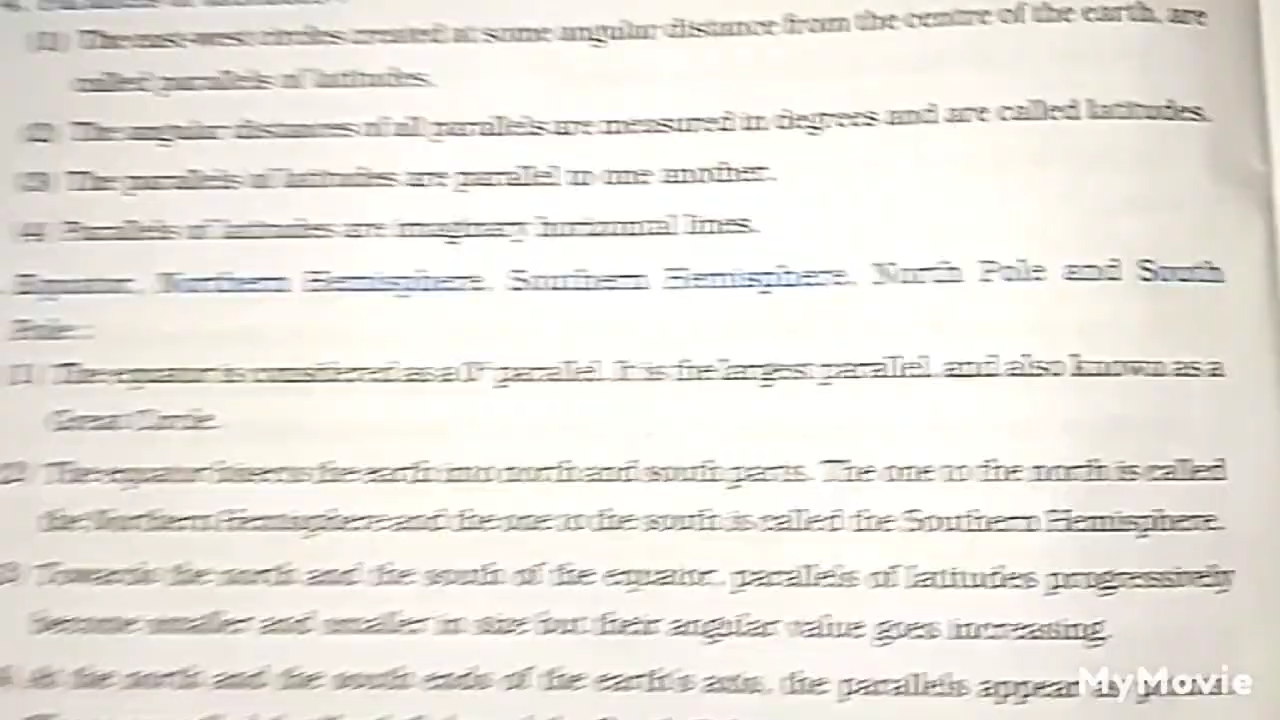 (1) The east-west circles created at some angular distance from the centre of the earth, are
called parallels of latitudes.
(2) The angular distances of all parallels are measured in degrees and are called latitudes.
(3) The parallels of latitudes are parallel to one another.
(4) Parallels of latitudes are imaginary horizontal lines.
Equator, Northern Hemisphere, Southern Hemisphere, North Pole and South
Pole:
(1) The equator is considered as a 0° parallel. It is the largest parallel and also known as a
Great Circle.
(2) The equator bisects the earth into north and south parts. The one to the north is called
the Northern Hemisphere and the one to the south is called the Southern Hemisphere.
(3) Towards the north and the south of the equator, parallels of latitudes progressively
become smaller and smaller in size but their angular value goes increasing.
At the north and the south ends of the earth's axis, the parallels appear
MyMovie